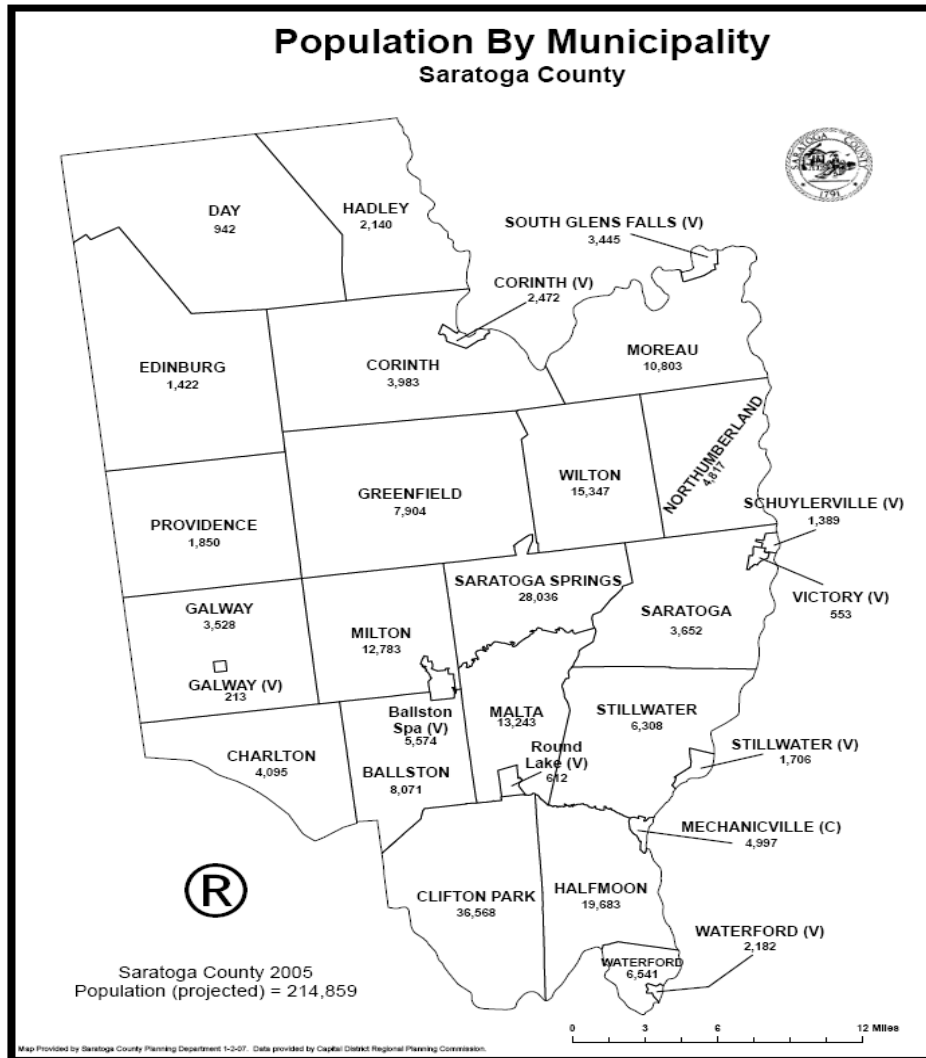 Population By Municipality
Saratoga County
SARATOGA COUNTY
1791
DAY
942
HADLEY
2,140
SOUTH GLENS FALLS (V)
3,445
CORINTH (V)
2,472
EDINBURG
1,422
CORINTH
3,983
MOREAU
10,803
GREENFIELD
7,904
WILTON
15,347
NORTHUMBERLAND
4,817
SCHUYLERVILLE (V)
1,389
PROVIDENCE
1,850
VICTORY (V)
553
SARATOGA SPRINGS
28,036
SARATOGA
3,652
GALWAY
3,528
GALWAY (V)
213
MILTON
12,783
Ballston
Spa (V)
5,574
MALTA
13,243
STILLWATER
6,308
STILLWATER (V)
1,706
CHARLTON
4,095
BALLSTON
8,071
Round
Lake (V)
612
MECHANICVILLE (C)
4,997
CLIFTON PARK
36,568
HALFMOON
19,683
WATERFORD (V)
2,182
WATERFORD
6,541
®
Saratoga County 2005
Population (projected) = 214,859
0 3 6 12 Miles
Map Provided by Saratoga County Planning Department 1-2-07. Data provided by Capital District Regional Planning Commission.